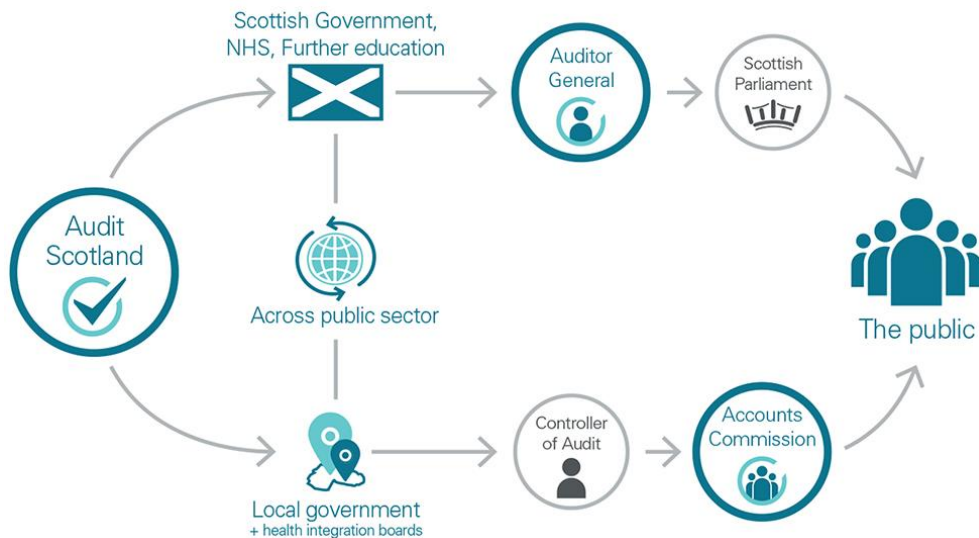 Scottish Government,
NHS, Further education
Auditor
General
Scottish
Parliament
Audit
Scotland
Across public sector
The public
Local government
+ health integration boards
Controller
of Audit
Accounts
Commission